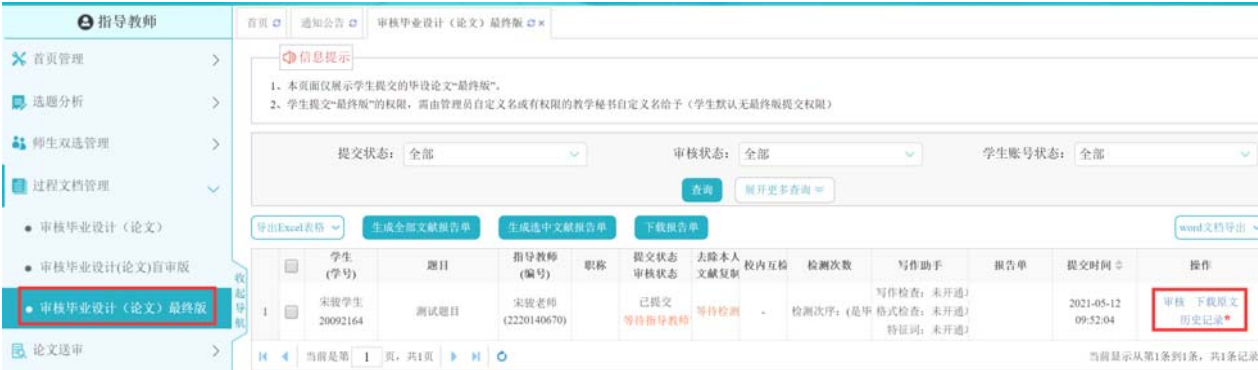 指导教师
首页管理
选题分析
师生双选管理
过程文档管理
审核毕业设计（论文）
审核毕业设计(论文)盲审版
审核毕业设计（论文）最终版
论文送审
收起导航
首页 通知公告 审核毕业设计（论文）最终版 ×
信息提示
1、本页面仅展示学生提交的毕设论文“最终版”。
2、学生提交“最终版”的权限，需由管理员自定义名或有权限的教学秘书自定义名给予（学生默认无最终版提交权限）
提交状态： 全部 审核状态： 全部 学生账号状态： 全部
查询 展开更多查询
导出Excel表格 生成全部文献报告单 生成选中文献报告单 下载报告单 word文档导出
学生（学号） 题目 指导教师（编号） 职称 提交状态 审核状态 去除本人文献复制 校内互检 检测次数 写作助手 报告单 提交时间 操作
1 宋骏学生 20092164 测试题目 宋骏老师 (2220140670) 已提交 等待指导教师 等待检测 - 检测次序：(是毕 写作检查：未开通) 格式检查：未开通) 特征词：未开通) 2021-05-12 09:52:04 审核 下载原文 历史记录*
当前是第 1 页，共1页 当前显示从第1条到1条，共1条记录